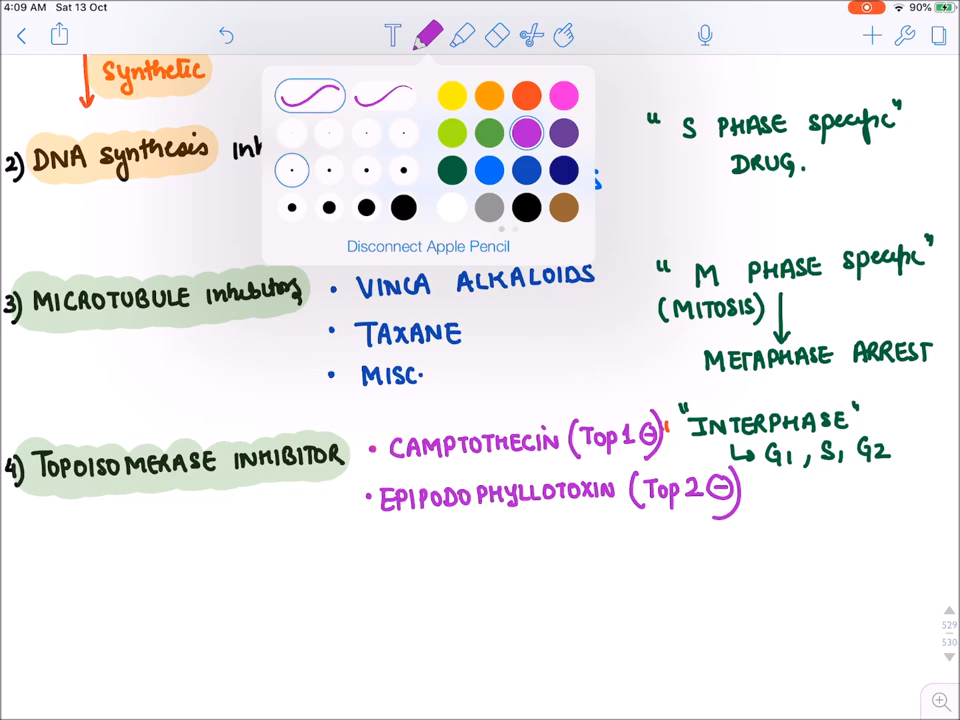 4:09 AM Sat 13 Oct
90%
T
synthetic
2) DNA synthesis
Disconnect Apple Pencil
" S PHASE specific"
DRUG.
3) MICROTUBULE inhibitors
• VINCA ALKALOIDS
• TAXANE
• MISC.
" M PHASE specific"
(MITOSIS)
METAPHASE ARREST
4) TOPOISOMERASE INHIBITOR
• CAMPTOTHECIN (Top 1 ⊖)
• EPIPODOPHYLLOTOXIN (Top 2 ⊖)
"INTERPHASE"
↳ G1, S, G2
529
530